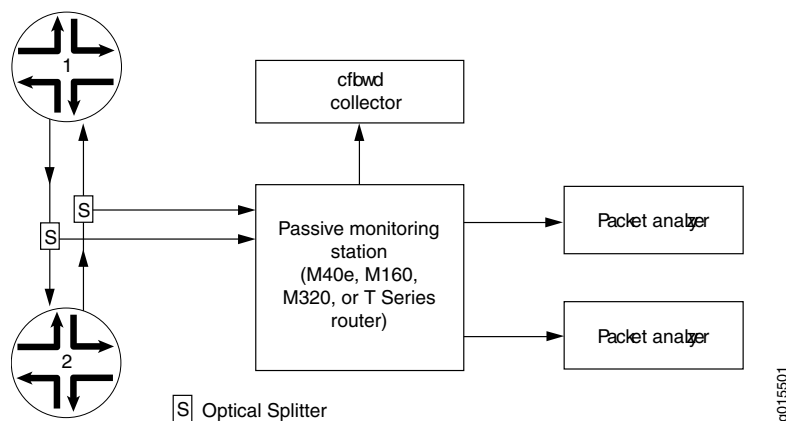 1
cfbwd
collector
S
S
Passive monitoring
station
(M40e, M160,
M320, or T Series
router)
Packet analyzer
Packet analyzer
2
S Optical Splitter
g015501